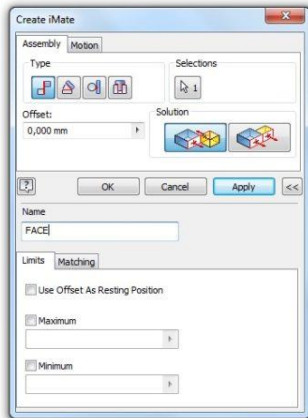 Create iMate
Assembly Motion
Type Selections
1
Offset: Solution
0,000 mm
OK Cancel Apply <<
Name
FACE
Limits Matching
Use Offset As Resting Position
Maximum
Minimum